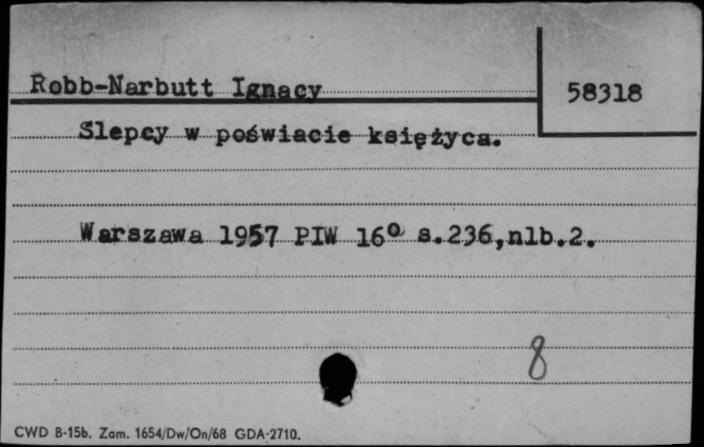 Robb-Narbutt Ignacy
58318
Slepcy w poświacie księżyca.
Warszawa 1957 PIW 16° s.236,nlb.2.
8
CWD B-15b. Zam. 1654/Dw/On/68 GDA-2710.